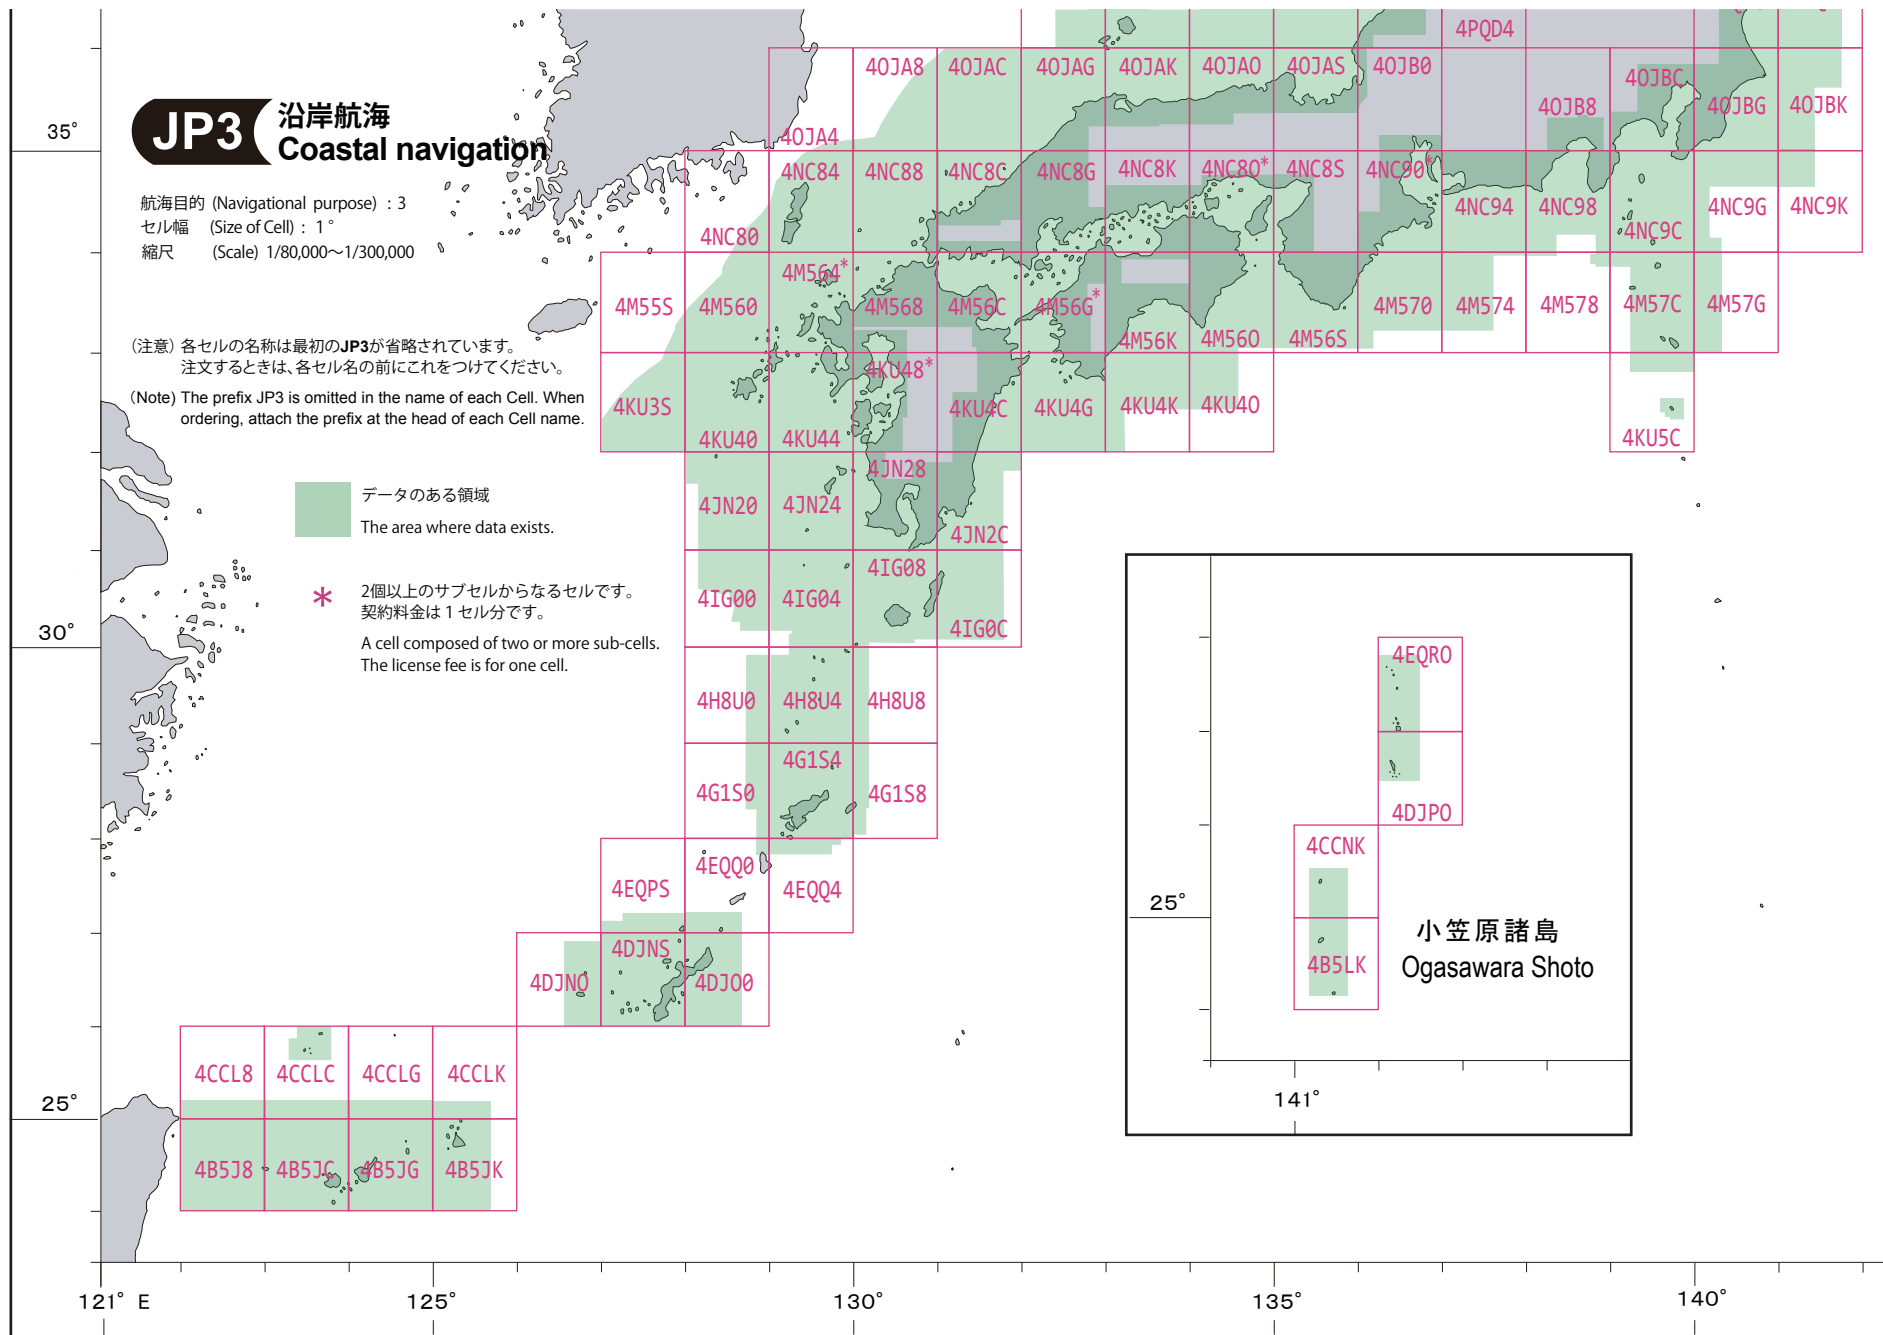 4PQD4
4OJA8 4OJAC 4OJAG 4OJAK 4OJAO 4OJAS 4OJB0 4OJBC
4OJB8 4OJBG 4OJBK
JP3 沿岸航海
Coastal navigation
35°
4OJA4
4NC84 4NC88 4NC8C 4NC8G 4NC8K 4NC8O* 4NC8S 4NC90*
航海目的 (Navigational purpose) : 3
セル幅 (Size of Cell) : 1°
縮尺 (Scale) 1/80,000〜1/300,000
4NC94 4NC98 4NC9G 4NC9K
4NC80 4NC9C
4M564*
4M55S 4M560 4M568 4M56C 4M56G* 4M570 4M574 4M578 4M57C 4M57G
4M56K 4M56O 4M56S
(注意) 各セルの名称は最初のJP3が省略されています。
注文するときは、各セル名の前にこれをつけてください。
(Note) The prefix JP3 is omitted in the name of each Cell. When
ordering, attach the prefix at the head of each Cell name.
4KU48*
4KU3S 4KU4C 4KU4G 4KU4K 4KU4O
4KU40 4KU44 4KU5C
4JN28
データのある領域
The area where data exists.
4JN20 4JN24
4JN2C
4IG08
* 2個以上のサブセルからなるセルです。
契約料金は1セル分です。
A cell composed of two or more sub-cells.
The license fee is for one cell.
4IG00 4IG04
4IG0C
30°
4H8U0 4H8U4 4H8U8
4G1S4
4G1S0 4G1S8
4EQQ0
4EQPS 4EQQ4
4DJNS
4DJNO 4DJO0
4CCL8 4CCLC 4CCLG 4CCLK
25°
4B5J8 4B5JC 4B5JG 4B5JK
4EQRO
4DJPO
4CCNK
25°
4B5LK
小笠原諸島
Ogasawara Shoto
141°
121° E 125° 130° 135° 140°